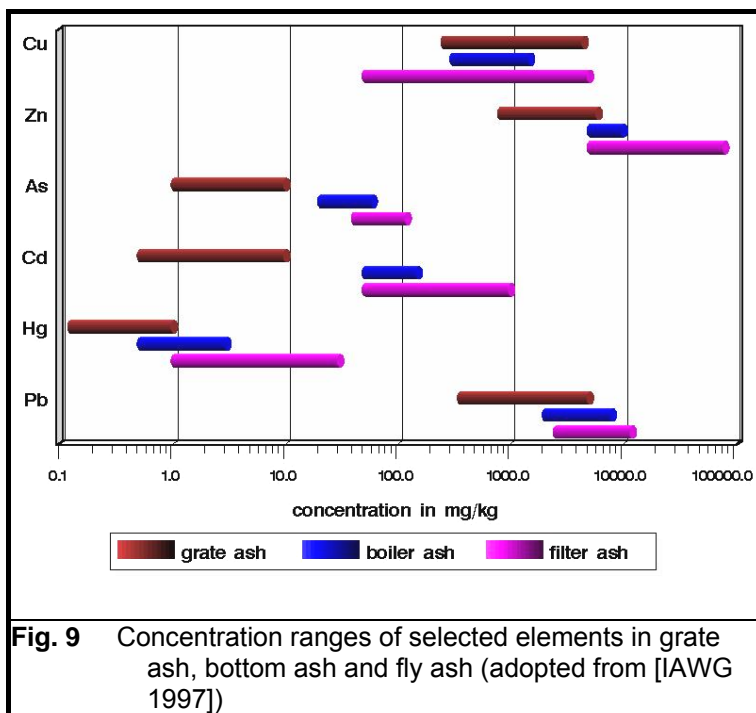 Cu
Zn
As
Cd
Hg
Pb
0.1 1.0 10.0 100.0 1000.0 10000.0 100000.0
concentration in mg/kg
grate ash boiler ash filter ash
Fig. 9 Concentration ranges of selected elements in grate
ash, bottom ash and fly ash (adopted from [IAWG
1997])